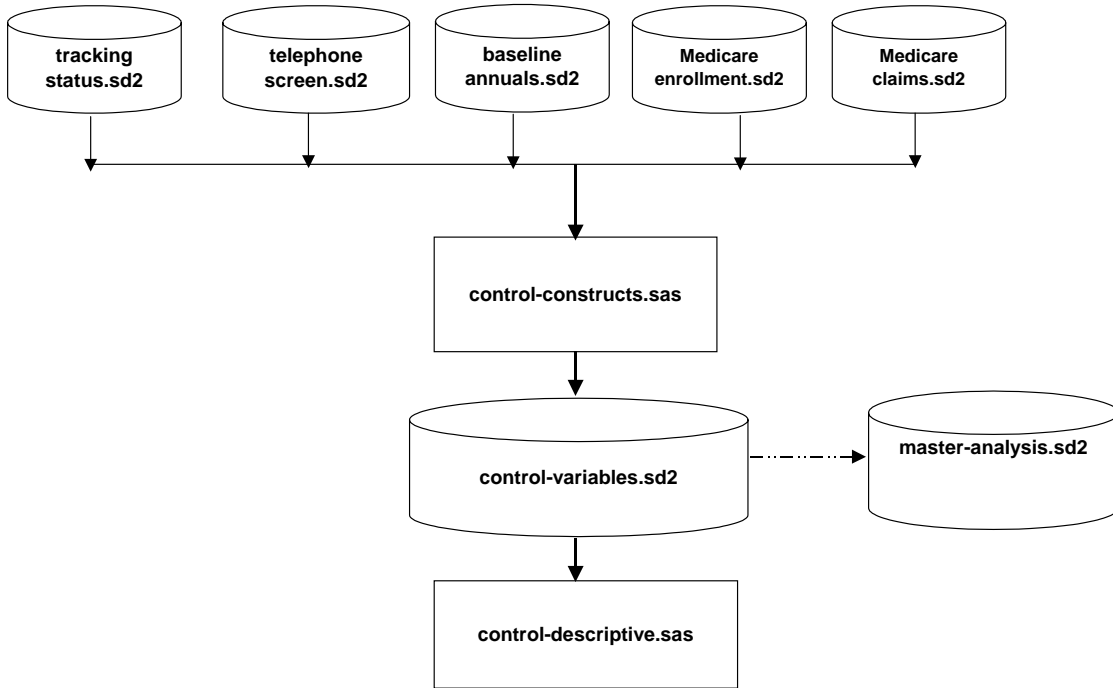 tracking
status.sd2
telephone
screen.sd2
baseline
annuals.sd2
Medicare
enrollment.sd2
Medicare
claims.sd2
control-constructs.sas
control-variables.sd2
master-analysis.sd2
control-descriptive.sas